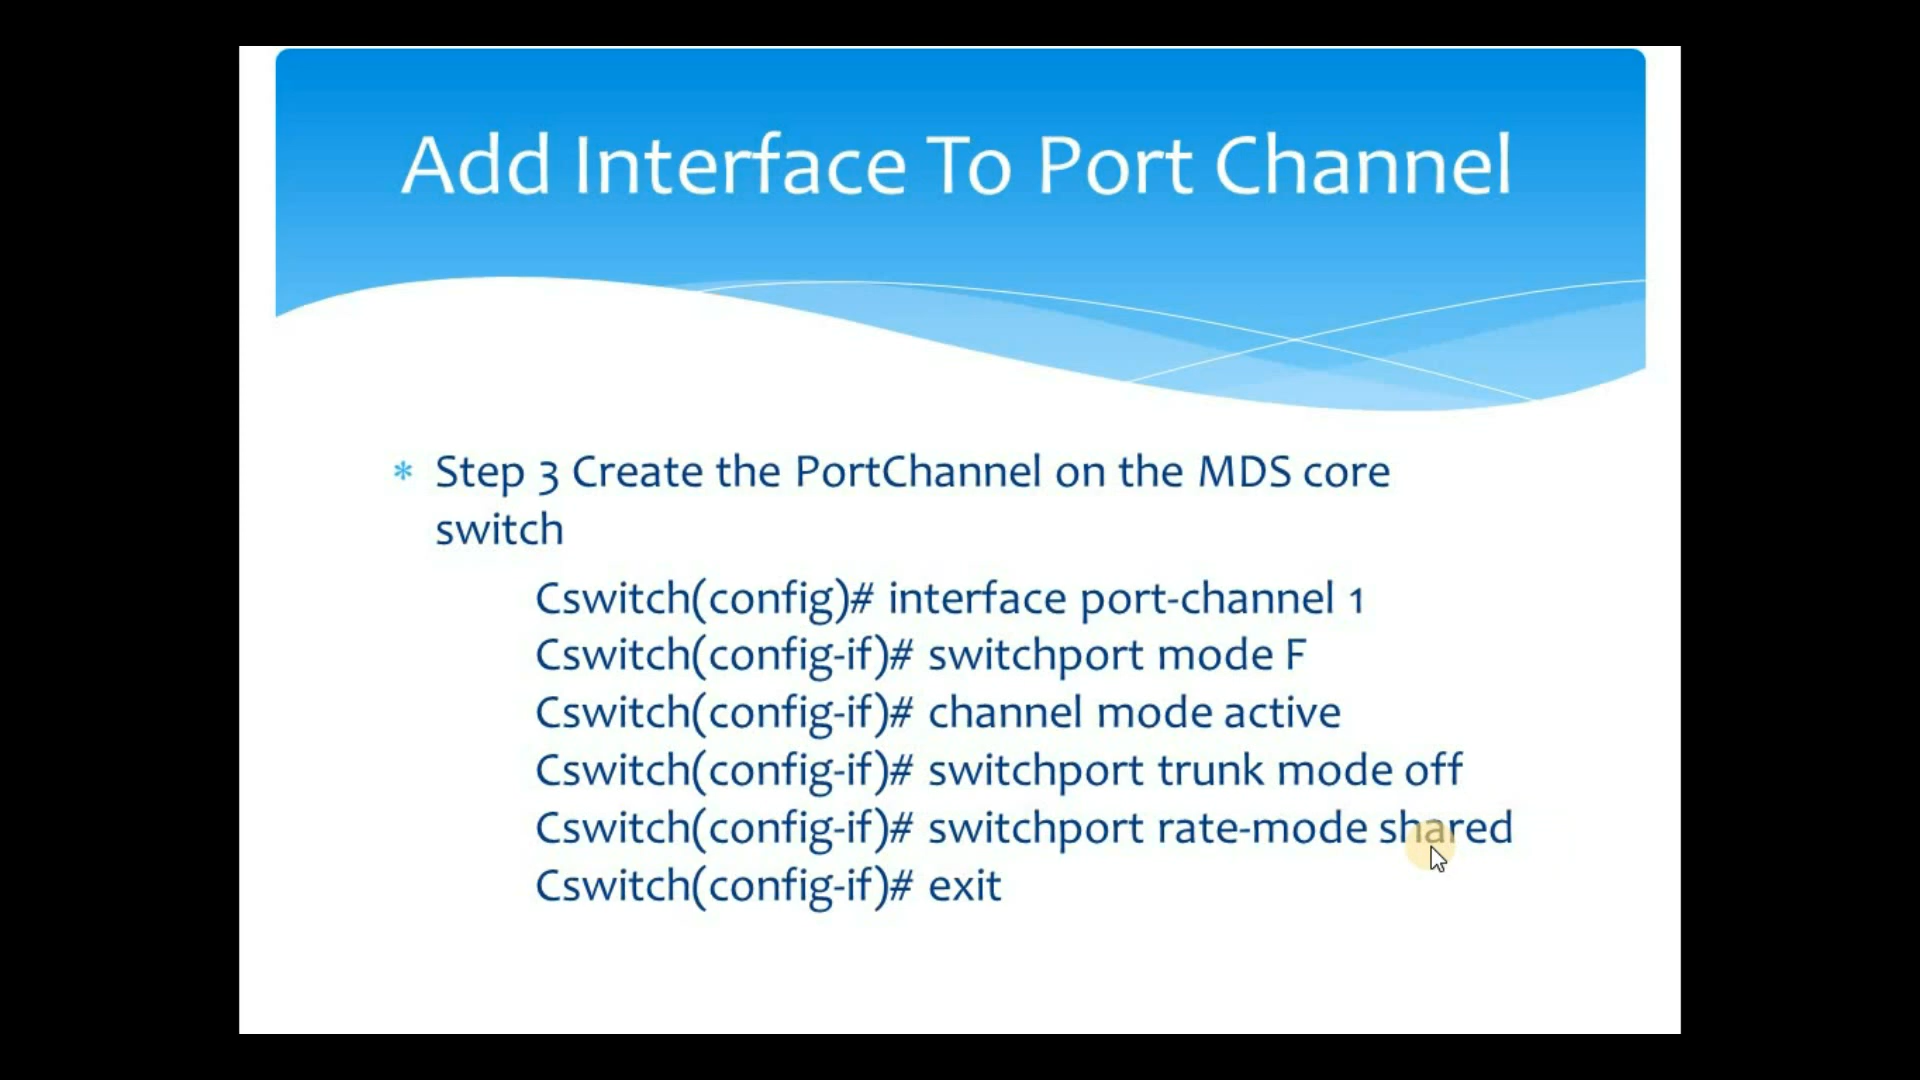 Add Interface To Port Channel
* Step 3 Create the PortChannel on the MDS core
switch
Cswitch(config)# interface port-channel 1
Cswitch(config-if)# switchport mode F
Cswitch(config-if)# channel mode active
Cswitch(config-if)# switchport trunk mode off
Cswitch(config-if)# switchport rate-mode shared
Cswitch(config-if)# exit